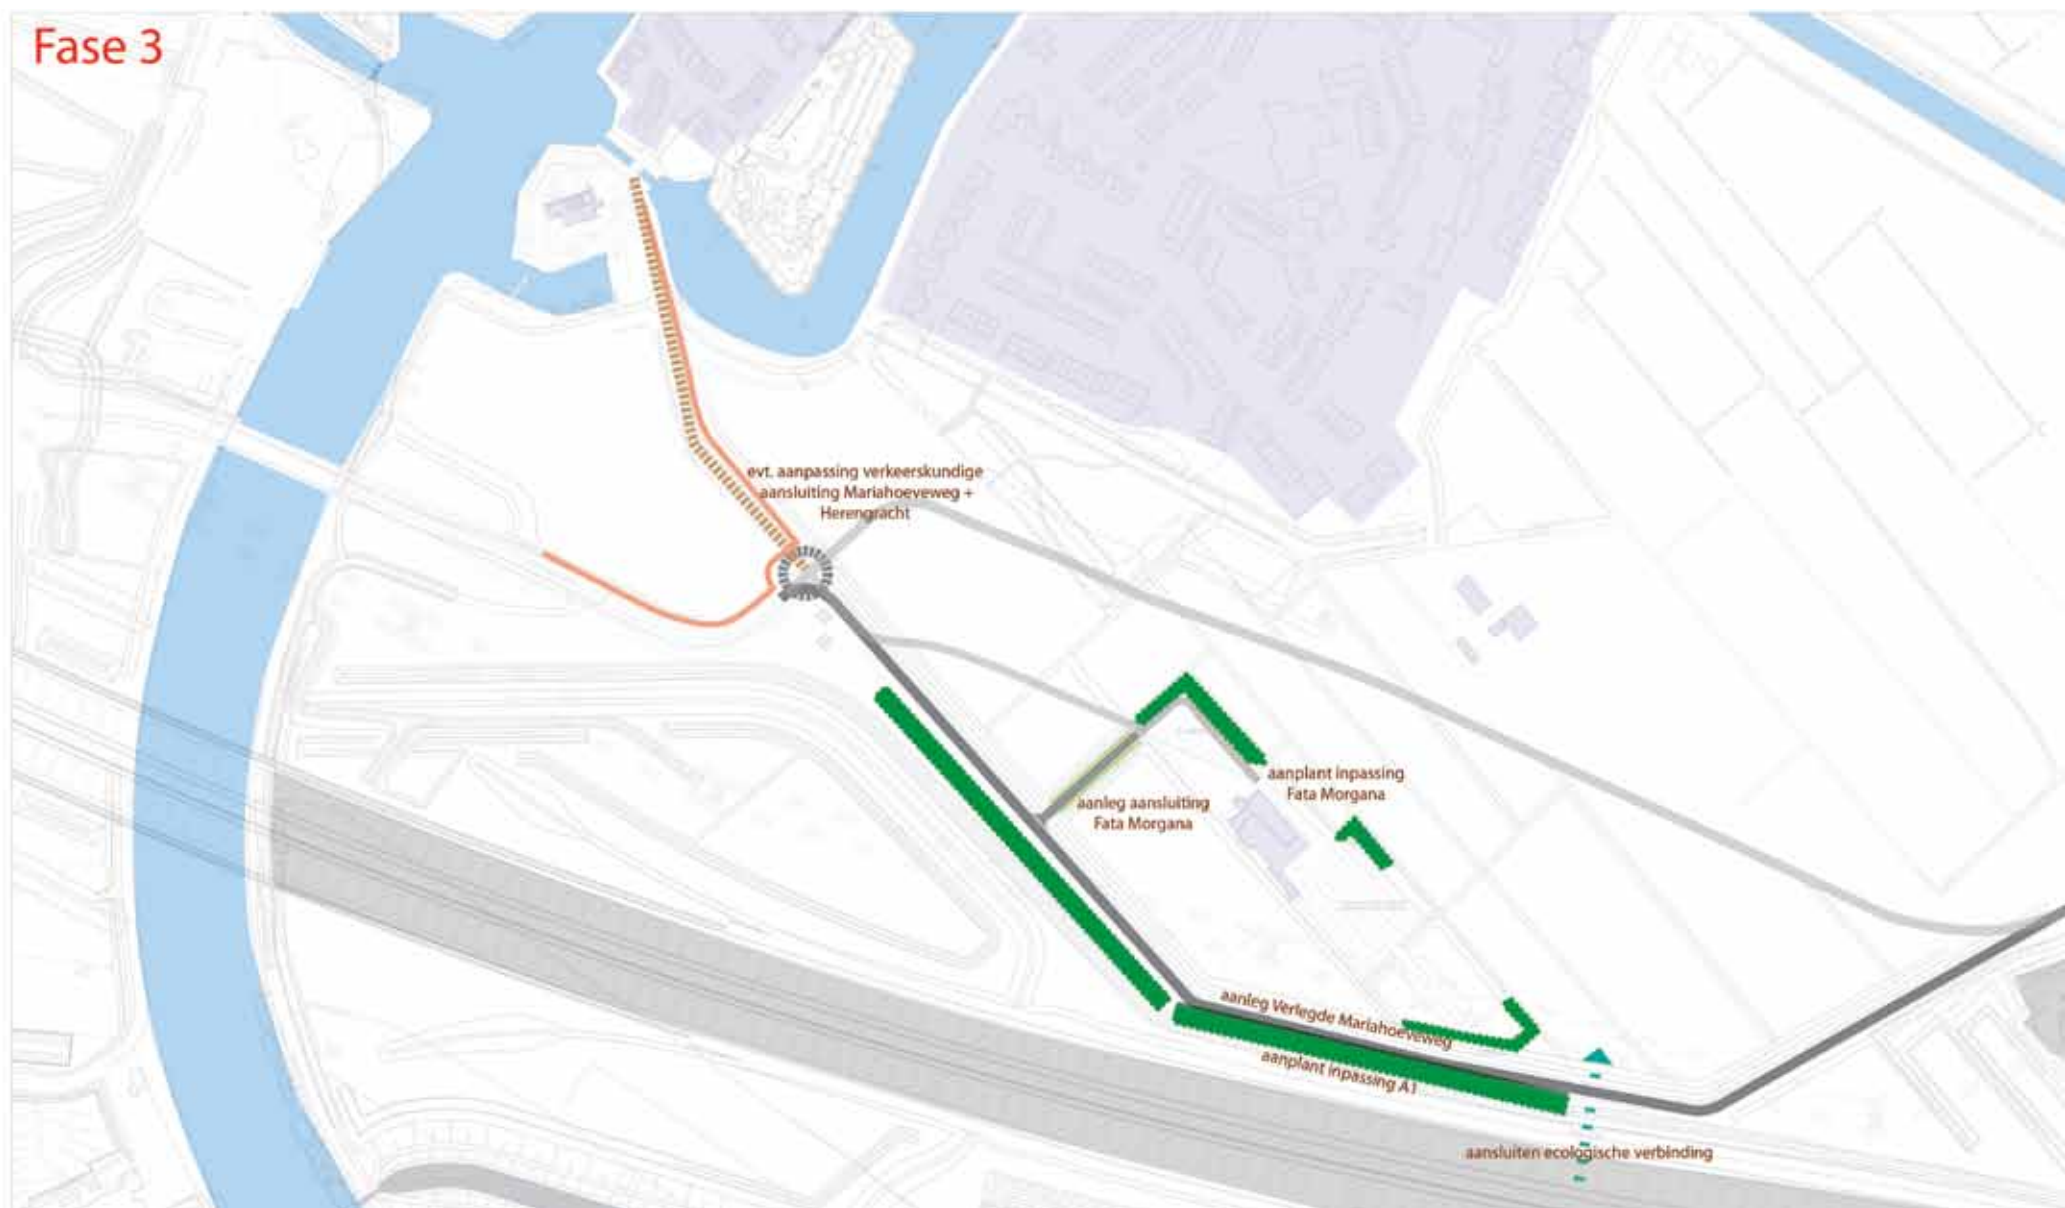 Fase 3
evt. aanpassing verkeerskundige
aansluiting Mariahoeveweg +
Herengracht
aanplant inpassing
Fata Morgana
aanleg aansluiting
Fata Morgana
aanleg Verlegde Mariahoeveweg
aanplant inpassing A1
aansluiten ecologische verbinding